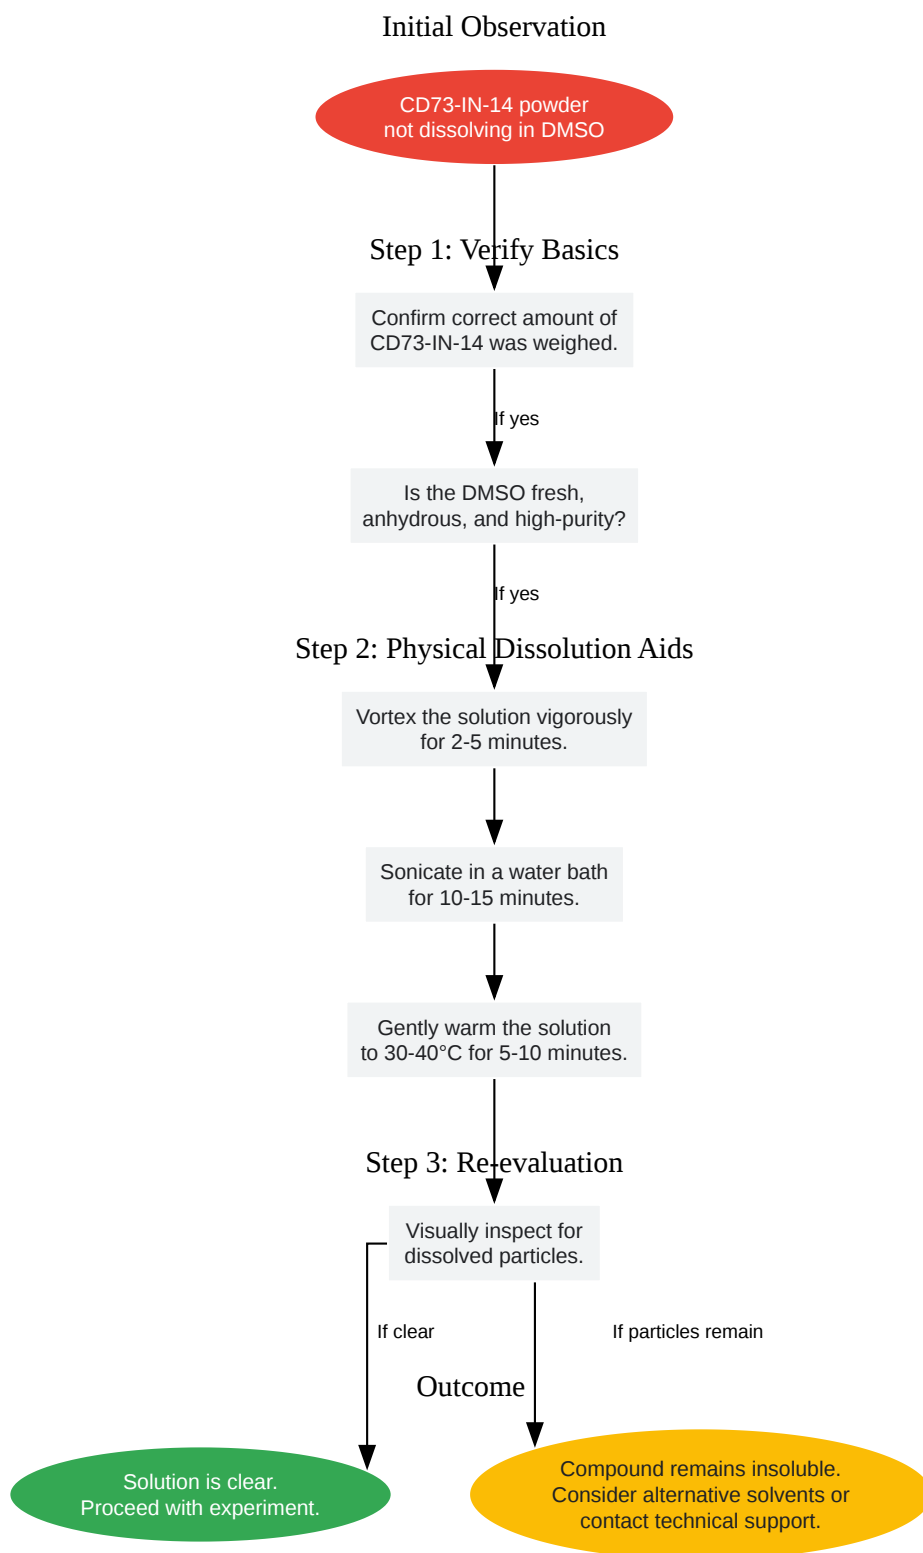 Initial Observation
CD73-IN-14 powder
not dissolving in DMSO
Step 1: Verify Basics
Confirm correct amount of
CD73-IN-14 was weighed.
If yes
Is the DMSO fresh,
anhydrous, and high-purity?
If yes
Step 2: Physical Dissolution Aids
Vortex the solution vigorously
for 2-5 minutes.
Sonicate in a water bath
for 10-15 minutes.
Gently warm the solution
to 30-40°C for 5-10 minutes.
Step 3: Re-evaluation
Visually inspect for
dissolved particles.
If clear
If particles remain
Outcome
Solution is clear.
Proceed with experiment.
Compound remains insoluble.
Consider alternative solvents or
contact technical support.